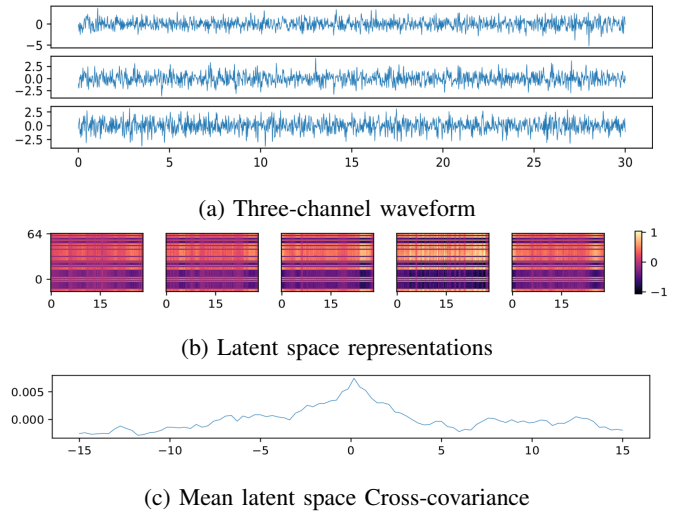 0
−5
2.5
0.0
−2.5
2.5
0.0
−2.5
0 5 10 15 20 25 30
(a) Three-channel waveform
64
0
0 15 0 15 0 15 0 15 0 15
1
0
−1
(b) Latent space representations
0.005
0.000
−15 −10 −5 0 5 10 15
(c) Mean latent space Cross-covariance